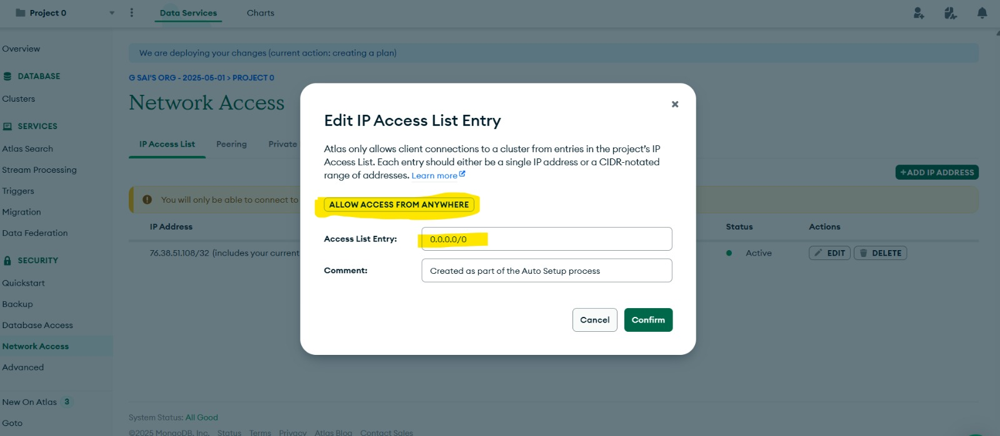 Project 0
Data Services
Charts
Overview
We are deploying your changes (current action: creating a plan)
DATABASE
G SAI'S ORG - 2025-05-01 > PROJECT 0
Clusters
Network Access
SERVICES
IP Access List
Peering
Private
Atlas Search
Stream Processing
+ADD IP ADDRESS
Triggers
You will only be able to connect to
Migration
IP Address
Status
Actions
Data Federation
76.38.51.108/32 (includes your current
Active
EDIT
DELETE
SECURITY
Quickstart
Backup
Database Access
Network Access
Advanced
New On Atlas 3
Goto
System Status: All Good
©2025 MongoDB, Inc. Status Terms Privacy Atlas Blog Contact Sales
Edit IP Access List Entry
Atlas only allows client connections to a cluster from entries in the project's IP
Access List. Each entry should either be a single IP address or a CIDR-notated
range of addresses. Learn more
ALLOW ACCESS FROM ANYWHERE
Access List Entry:
0.0.0.0/0
Comment:
Created as part of the Auto Setup process
Cancel
Confirm